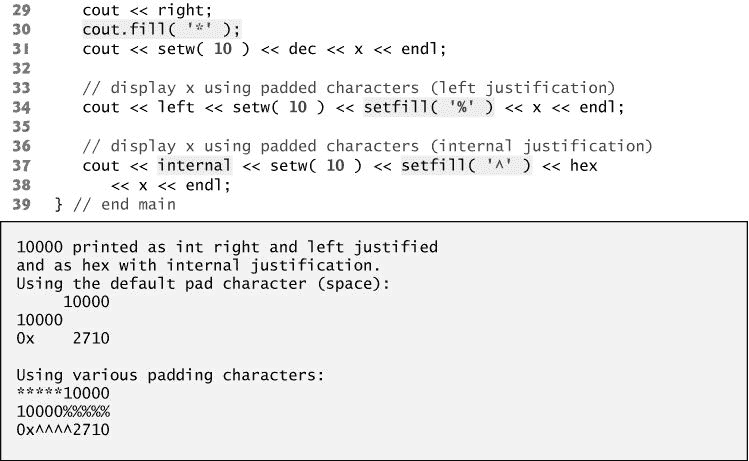 29 cout << right;
30 cout.fill( '*' );
31 cout << setw( 10 ) << dec << x << endl;
32
33 // display x using padded characters (left justification)
34 cout << left << setw( 10 ) << setfill( '%' ) << x << endl;
35
36 // display x using padded characters (internal justification)
37 cout << internal << setw( 10 ) << setfill( '^' ) << hex
38 << x << endl;
39 } // end main
10000 printed as int right and left justified
and as hex with internal justification.
Using the default pad character (space):
     10000
10000
0x    2710
Using various padding characters:
*****10000
10000%%%%%
0x^^^^2710